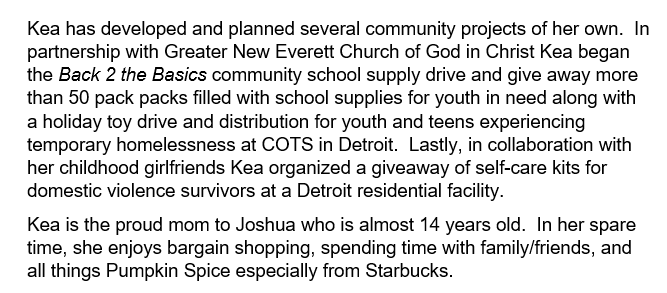 Kea has developed and planned several community projects of her own.  In
partnership with Greater New Everett Church of God in Christ Kea began
the Back 2 the Basics community school supply drive and give away more
than 50 pack packs filled with school supplies for youth in need along with
a holiday toy drive and distribution for youth and teens experiencing
temporary homelessness at COTS in Detroit.  Lastly, in collaboration with
her childhood girlfriends Kea organized a giveaway of self-care kits for
domestic violence survivors at a Detroit residential facility.
Kea is the proud mom to Joshua who is almost 14 years old.  In her spare
time, she enjoys bargain shopping, spending time with family/friends, and
all things Pumpkin Spice especially from Starbucks.